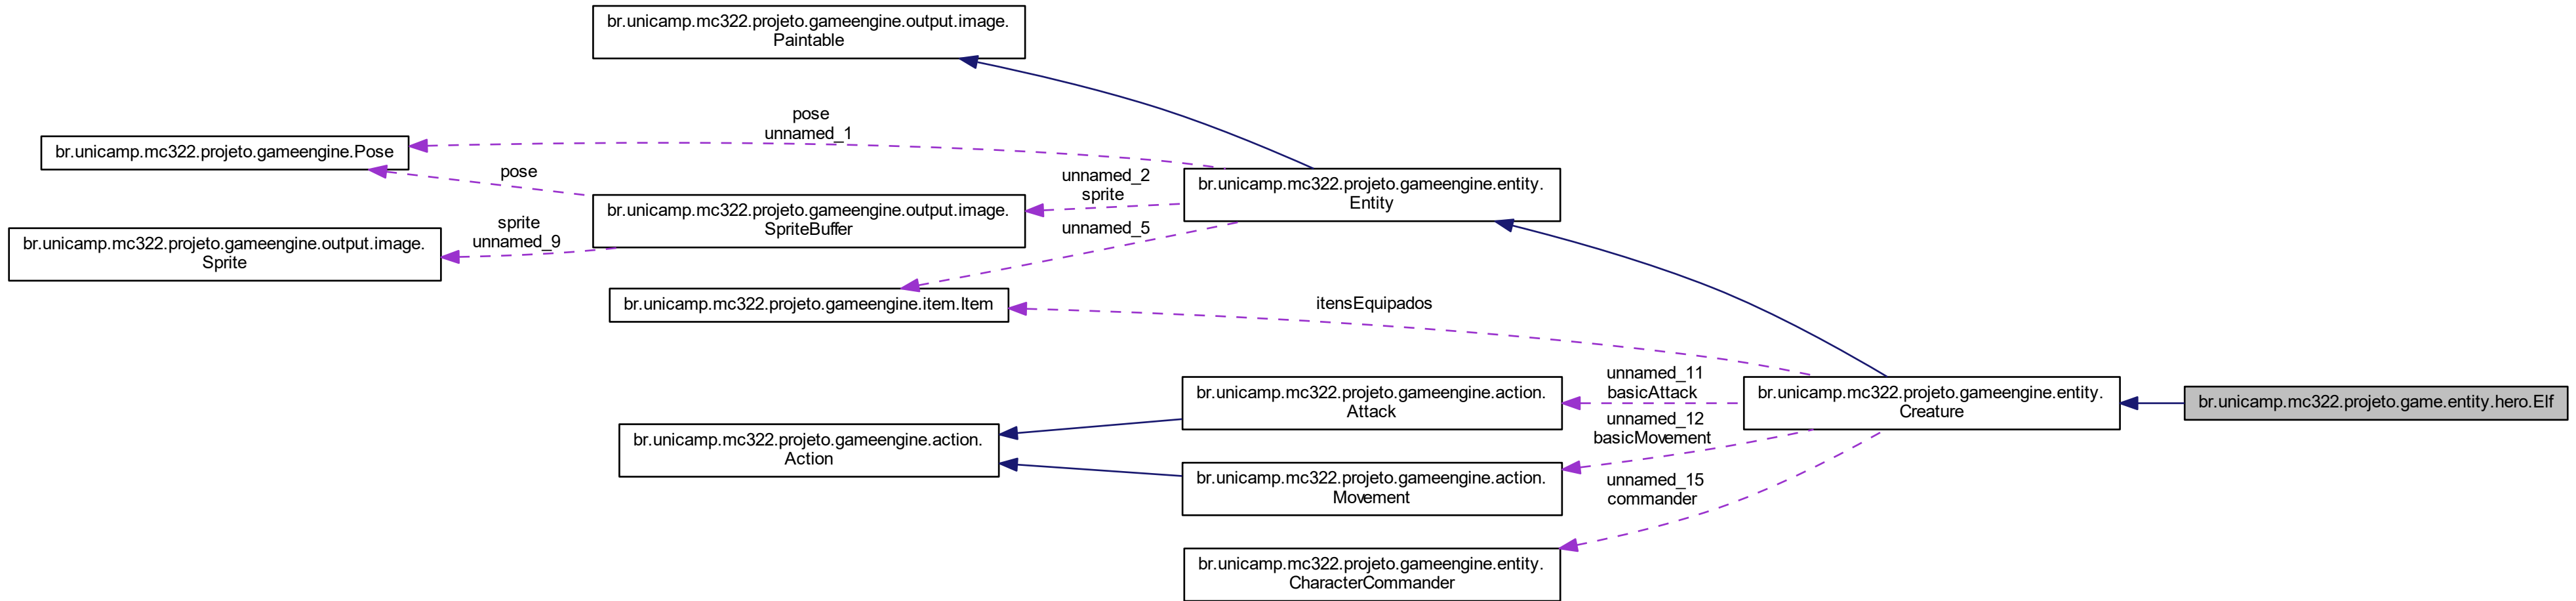 br.unicamp.mc322.projeto.gameengine.output.image.
Paintable
pose
unnamed_1
br.unicamp.mc322.projeto.gameengine.Pose
pose
unnamed_2
sprite
br.unicamp.mc322.projeto.gameengine.entity.
Entity
br.unicamp.mc322.projeto.gameengine.output.image.
SpriteBuffer
sprite
unnamed_9
unnamed_5
br.unicamp.mc322.projeto.gameengine.output.image.
Sprite
br.unicamp.mc322.projeto.gameengine.item.Item
itensEquipados
unnamed_11
basicAttack
br.unicamp.mc322.projeto.gameengine.action.
Attack
br.unicamp.mc322.projeto.gameengine.entity.
Creature
br.unicamp.mc322.projeto.game.entity.hero.Elf
unnamed_12
basicMovement
br.unicamp.mc322.projeto.gameengine.action.
Action
br.unicamp.mc322.projeto.gameengine.action.
Movement
unnamed_15
commander
br.unicamp.mc322.projeto.gameengine.entity.
CharacterCommander